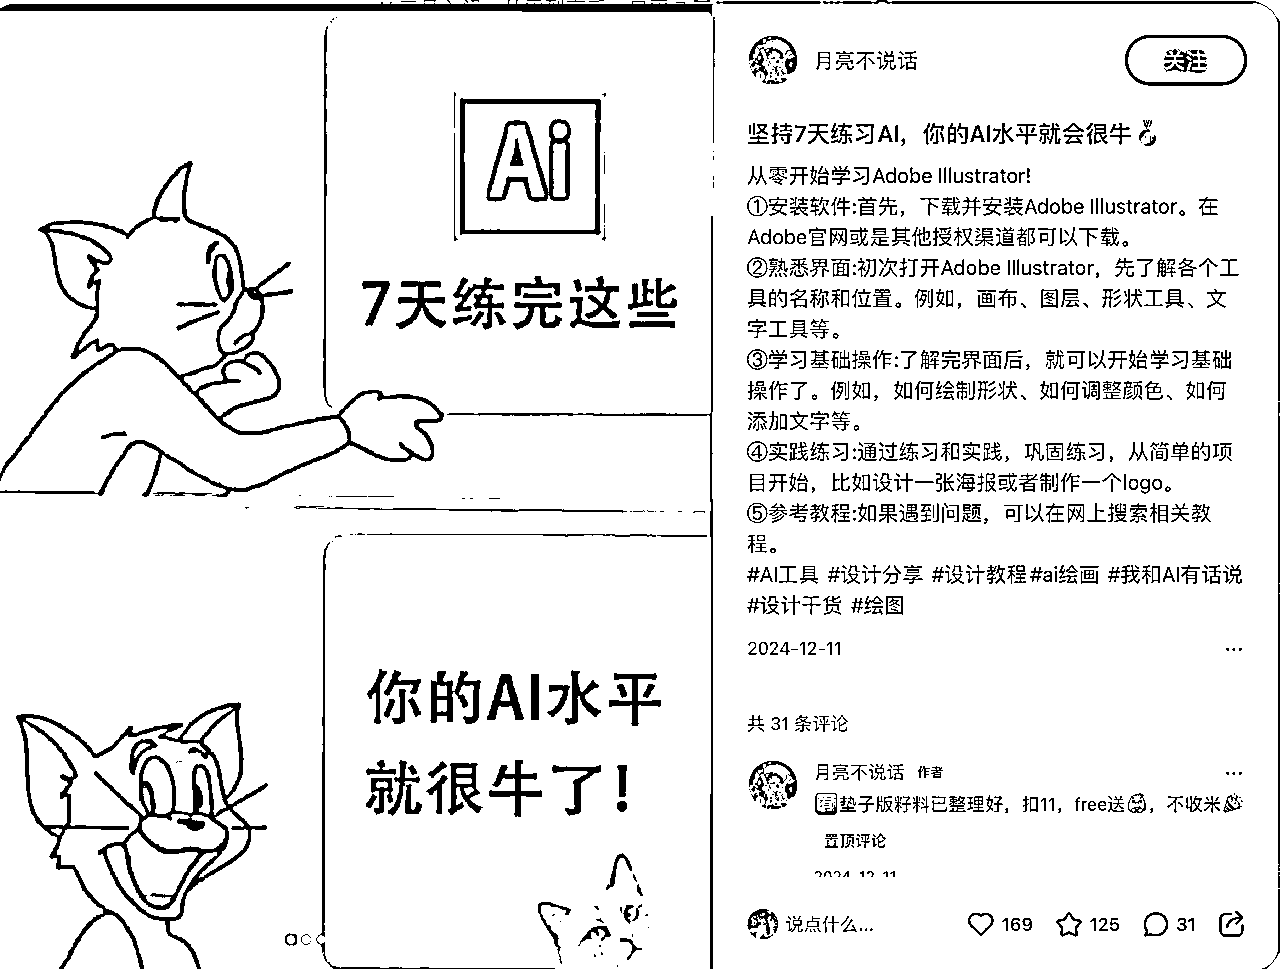 Ai
7天练完这些
你的AI水平
就很牛了!
月亮不说话
关注
坚持7天练习AI，你的AI水平就会很牛
从零开始学习Adobe Illustrator!
①安装软件:首先，下载并安装Adobe Illustrator。在
Adobe官网或是其他授权渠道都可以下载。
②熟悉界面:初次打开Adobe Illustrator，先了解各个工
具的名称和位置。例如，画布、图层、形状工具、文
字工具等。
③学习基础操作:了解完界面后，就可以开始学习基础
操作了。例如，如何绘制形状、如何调整颜色、如何
添加文字等。
④实践练习:通过练习和实践，巩固练习，从简单的项
目开始，比如设计一张海报或者制作一个logo。
⑤参考教程:如果遇到问题，可以在网上搜索相关教
程。
#AI工具 #设计分享 #设计教程#ai绘画 #我和AI有话说
#设计干货 #绘图
2024-12-11
共 31 条评论
月亮不说话 作者
垫子版籽料已整理好，扣11，free送，不收米
置顶评论
2024-12-11
说点什么...
169
125
31